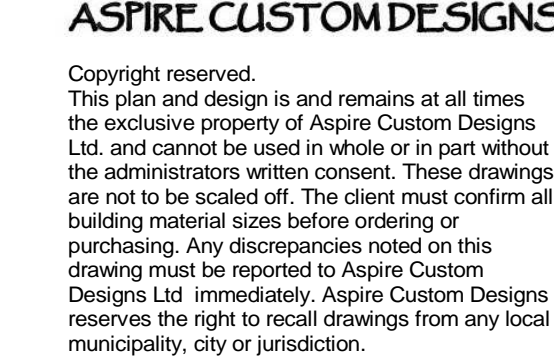 ASPIRE CUSTOM DESIGNS
Copyright reserved.
This plan and design is and remains at all times
the exclusive property of Aspire Custom Designs
Ltd. and cannot be used in whole or in part without
the administrators written consent. These drawings
are not to be scaled off. The client must confirm all
building material sizes before ordering or
purchasing. Any discrepancies noted on this
drawing must be reported to Aspire Custom
Designs Ltd  immediately. Aspire Custom Designs
reserves the right to recall drawings from any local
municipality, city or jurisdiction.